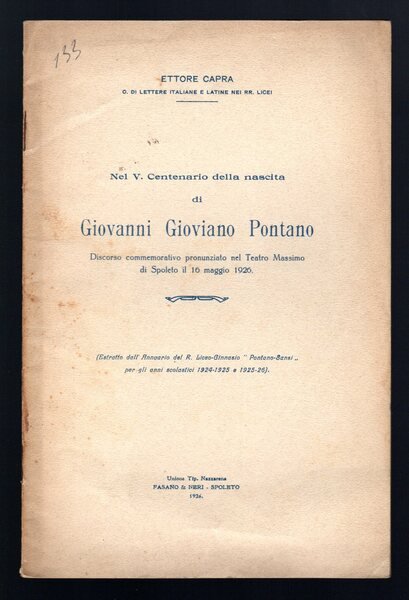 133
ETTORE CAPRA
O. DI LETTERE ITALIANE E LATINE NEI RR. LICEI
Nel V. Centenario della nascita
di
Giovanni Gioviano Pontano
Discorso commemorativo pronunziato nel Teatro Massimo
di Spoleto il 16 maggio 1926.
(Estratto dall'Annuario del R. Liceo-Ginnasio " Pontano-Sansi „
per gli anni scolastici 1924-1925 e 1925-26).
Unione Tip. Nazzarena
FASANO & NERI - SPOLETO
1926.